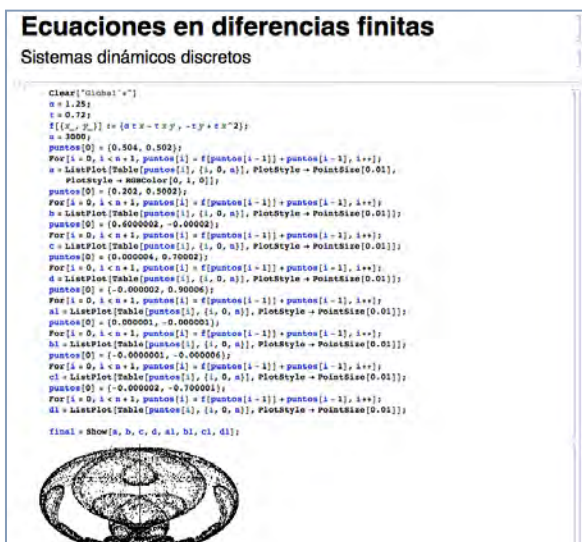 Ecuaciones en diferencias finitas
Sistemas dinámicos discretos
Clear["Global`*"]
α = 1.25;
τ = 0.72;
f[{x_, y_}] := {α τ x - τ x y, -τ y + τ x^2};
n = 3000;
puntos[0] = {0.504, 0.502};
For[i = 0, i < n + 1, puntos[i] = f[puntos[i - 1]] + puntos[i - 1], i++];
a = ListPlot[Table[puntos[i], {i, 0, n}], PlotStyle → PointSize[0.01],
PlotStyle → RGBColor[0, 1, 0]];
puntos[0] = {0.202, 0.5002};
For[i = 0, i < n + 1, puntos[i] = f[puntos[i - 1]] + puntos[i - 1], i++];
b = ListPlot[Table[puntos[i], {i, 0, n}], PlotStyle → PointSize[0.01]];
puntos[0] = {0.6000002, -0.00002};
For[i = 0, i < n + 1, puntos[i] = f[puntos[i - 1]] + puntos[i - 1], i++];
c = ListPlot[Table[puntos[i], {i, 0, n}], PlotStyle → PointSize[0.01]];
puntos[0] = {0.000004, 0.70002};
For[i = 0, i < n + 1, puntos[i] = f[puntos[i - 1]] + puntos[i - 1], i++];
d = ListPlot[Table[puntos[i], {i, 0, n}], PlotStyle → PointSize[0.01]];
puntos[0] = {-0.000002, 0.90006};
For[i = 0, i < n + 1, puntos[i] = f[puntos[i - 1]] + puntos[i - 1], i++];
a1 = ListPlot[Table[puntos[i], {i, 0, n}], PlotStyle → PointSize[0.01]];
puntos[0] = {0.000001, -0.000001};
For[i = 0, i < n + 1, puntos[i] = f[puntos[i - 1]] + puntos[i - 1], i++];
b1 = ListPlot[Table[puntos[i], {i, 0, n}], PlotStyle → PointSize[0.01]];
puntos[0] = {-0.0000001, -0.000006};
For[i = 0, i < n + 1, puntos[i] = f[puntos[i - 1]] + puntos[i - 1], i++];
c1 = ListPlot[Table[puntos[i], {i, 0, n}], PlotStyle → PointSize[0.01]];
puntos[0] = {-0.000002, -0.700001};
For[i = 0, i < n + 1, puntos[i] = f[puntos[i - 1]] + puntos[i - 1], i++];
d1 = ListPlot[Table[puntos[i], {i, 0, n}], PlotStyle → PointSize[0.01]];
final = Show[a, b, c, d, a1, b1, c1, d1];